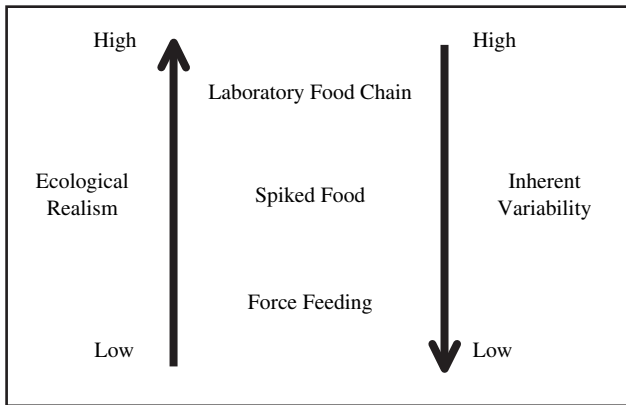 High
High
Laboratory Food Chain
Ecological
Realism
Spiked Food
Inherent
Variability
Force Feeding
Low
Low